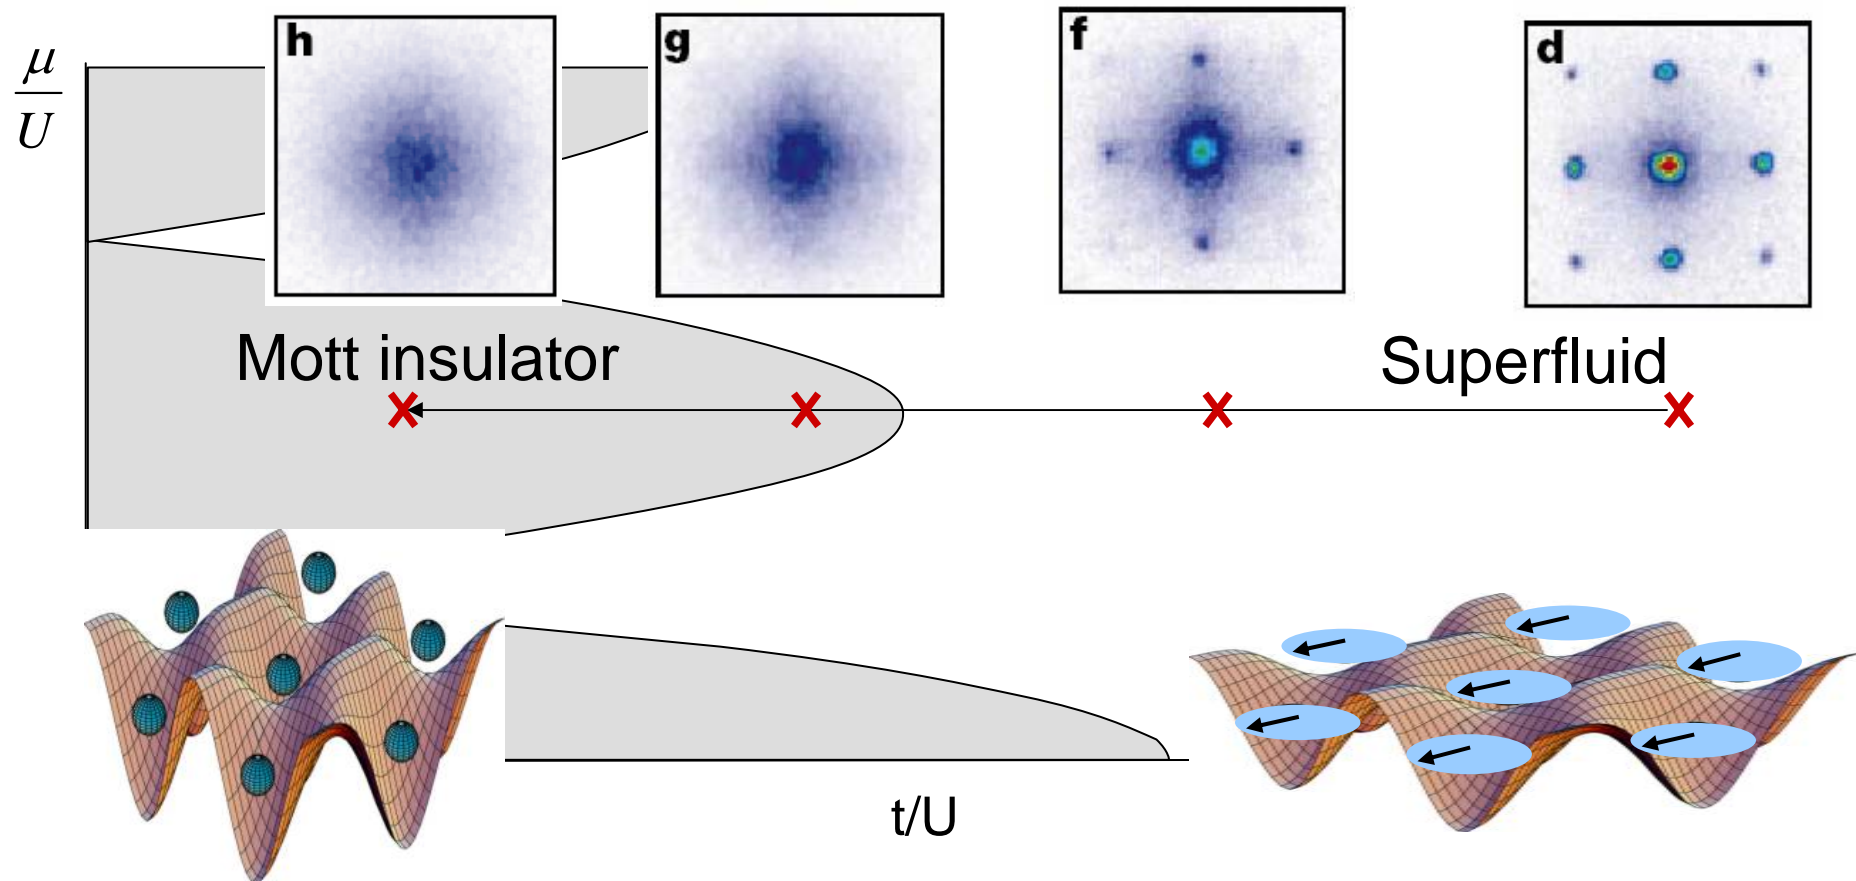 μ
U
h
g
f
d
Mott insulator
Superfluid
t/U